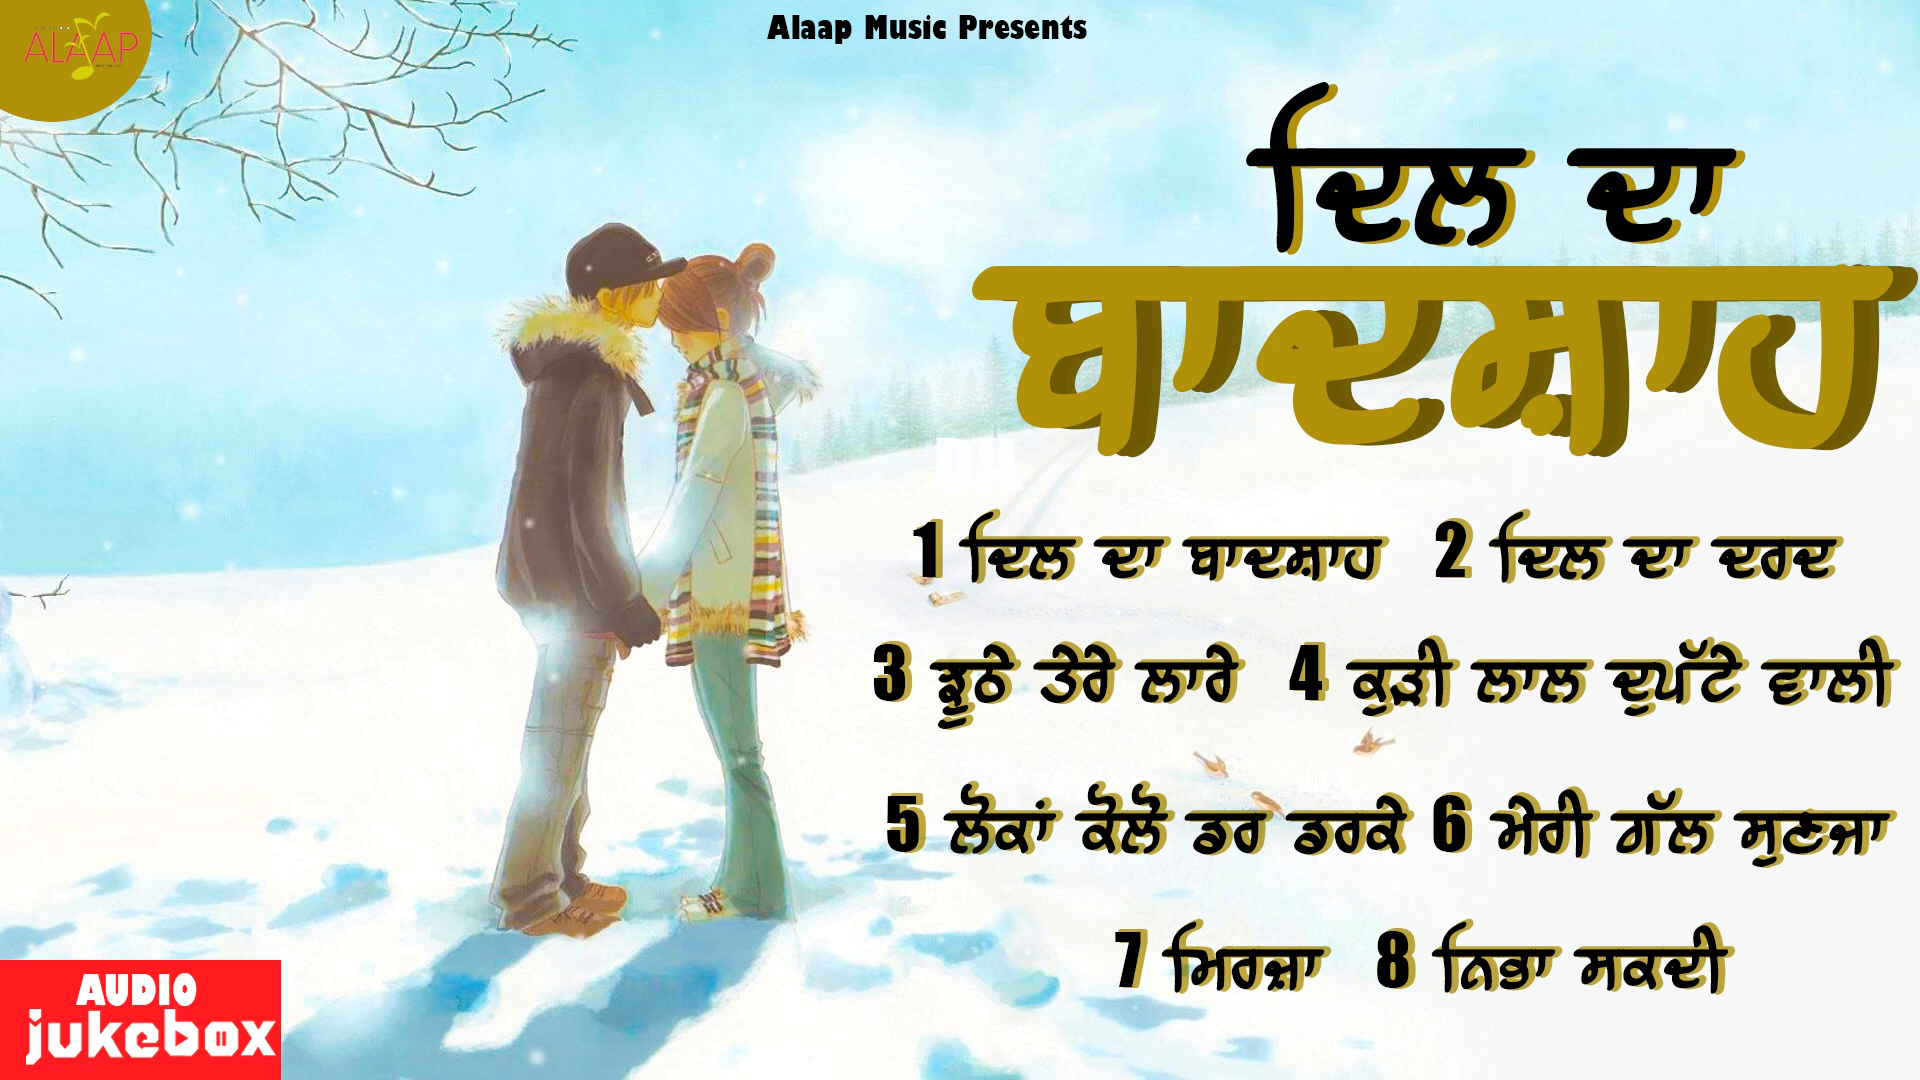 ALAAP
Alaap Music Presents
ਦਿਲ ਦਾ
ਬਾਦਸ਼ਾਹ
1 ਦਿਲ ਦਾ ਬਾਦਸ਼ਾਹ 2 ਦਿਲ ਦਾ ਦਰਦ
3 ਝੂਠੇ ਤੇਰੇ ਲਾਰੇ 4 ਕੁੜੀ ਲਾਲ ਦੁਪੱਟੇ ਵਾਲੀ
5 ਲੋਕਾਂ ਕੋਲੋ ਡਰ ਡਰਕੇ 6 ਮੇਰੀ ਗੱਲ ਸੁਣਜਾ
7 ਮਿਰਜ਼ਾ 8 ਨਿਭਾ ਸਕਦੀ
AUDIO
jukebox